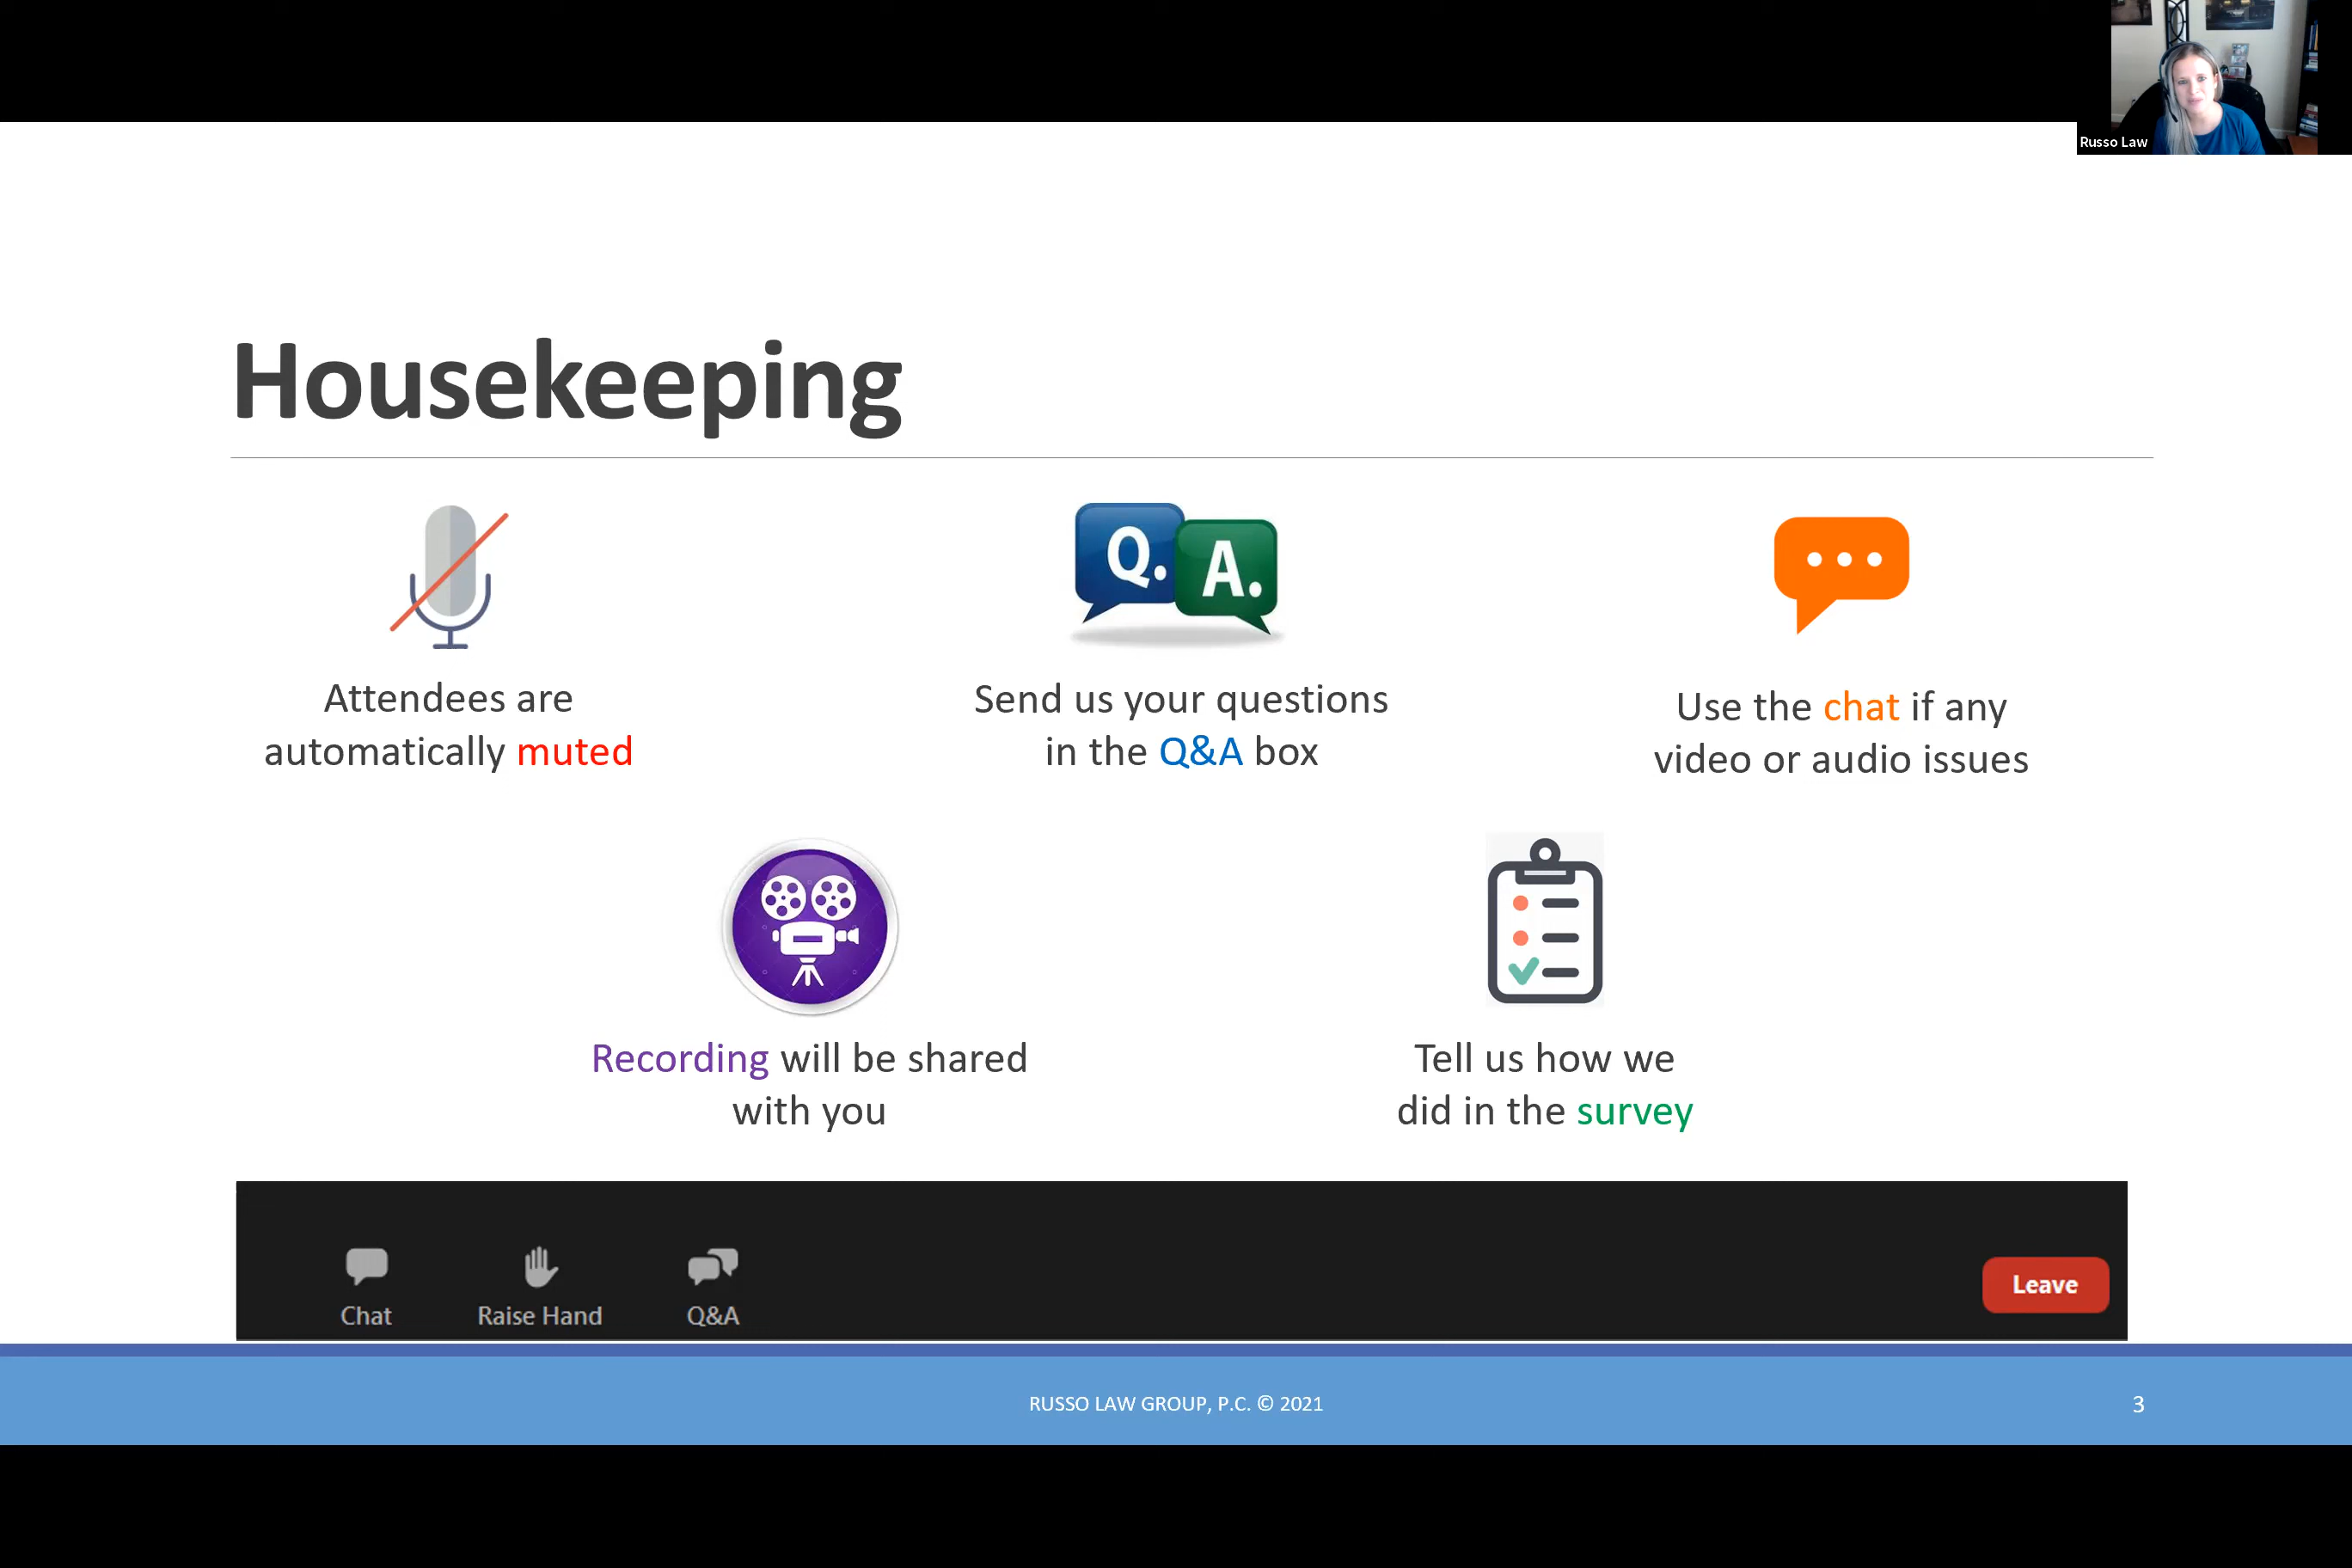 Russo Law
Housekeeping
Q. A.
Attendees are
automatically muted
Send us your questions
in the Q&A box
Use the chat if any
video or audio issues
Recording will be shared
with you
Tell us how we
did in the survey
Chat
Raise Hand
Q&A
Leave
RUSSO LAW GROUP, P.C. © 2021
3